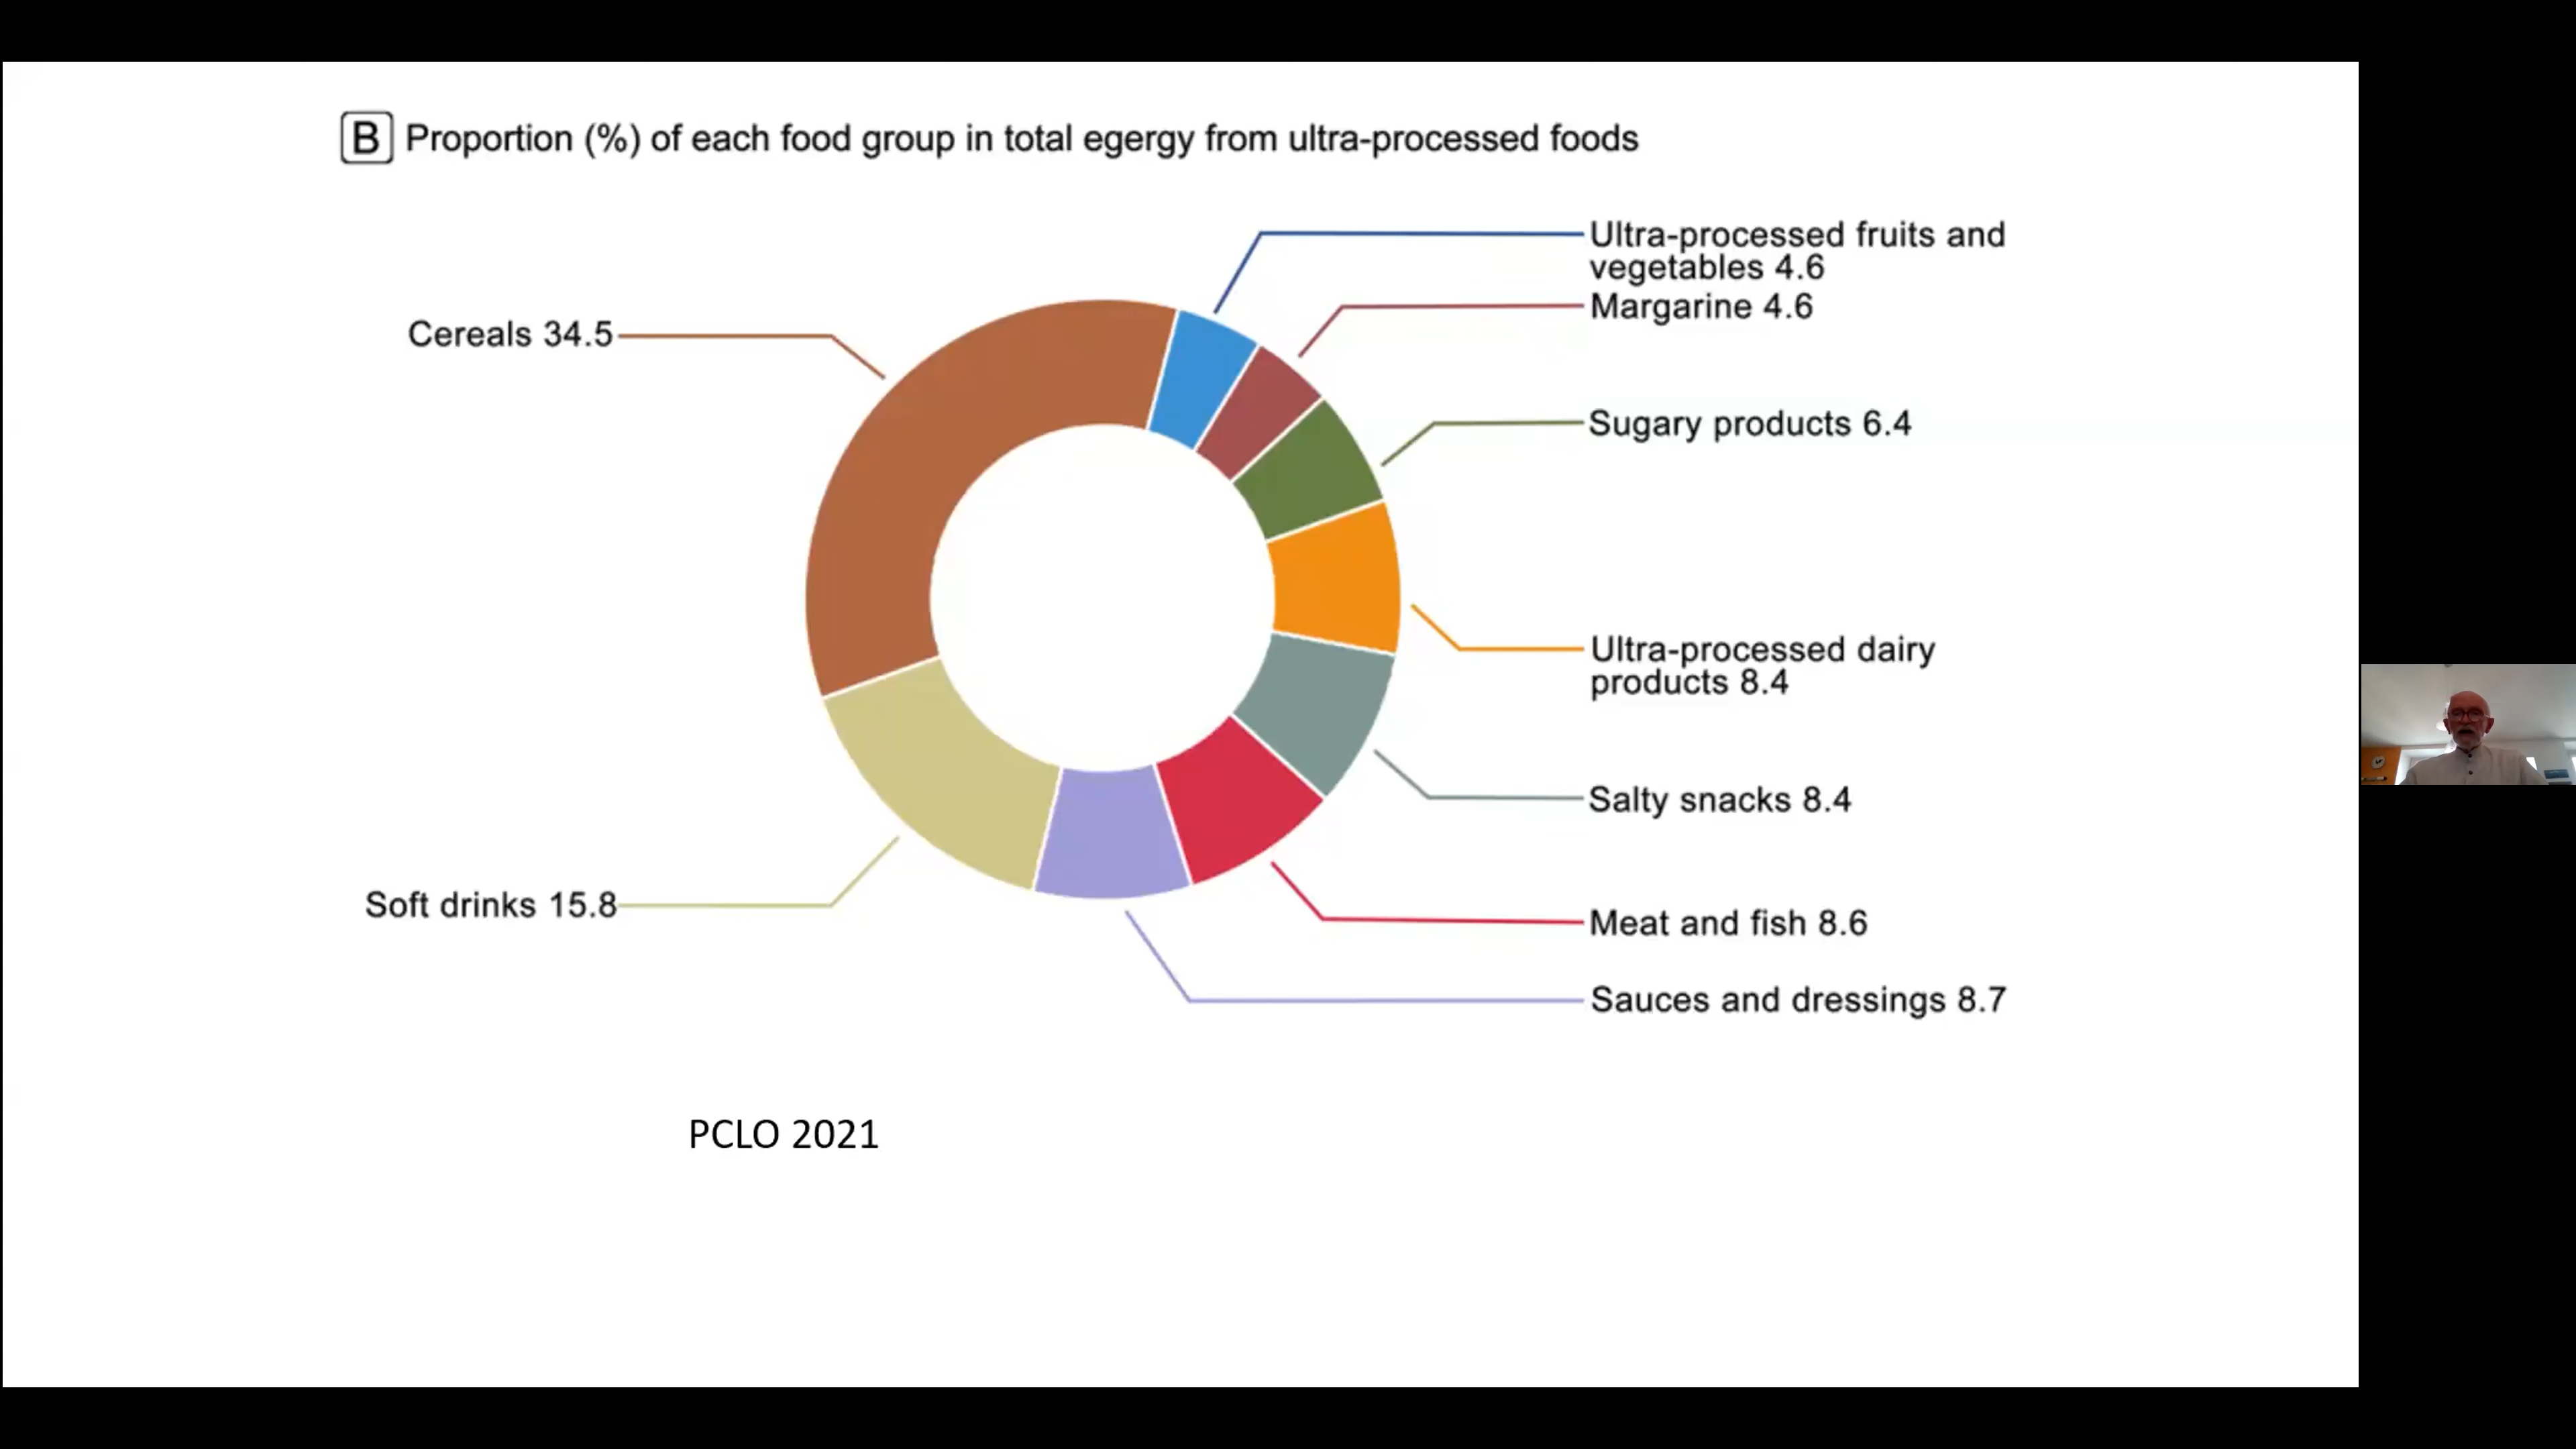 B Proportion (%) of each food group in total egergy from ultra-processed foods
Ultra-processed fruits and
vegetables 4.6
Margarine 4.6
Cereals 34.5
Sugary products 6.4
Ultra-processed dairy
products 8.4
Salty snacks 8.4
Soft drinks 15.8
Meat and fish 8.6
Sauces and dressings 8.7
PCLO 2021